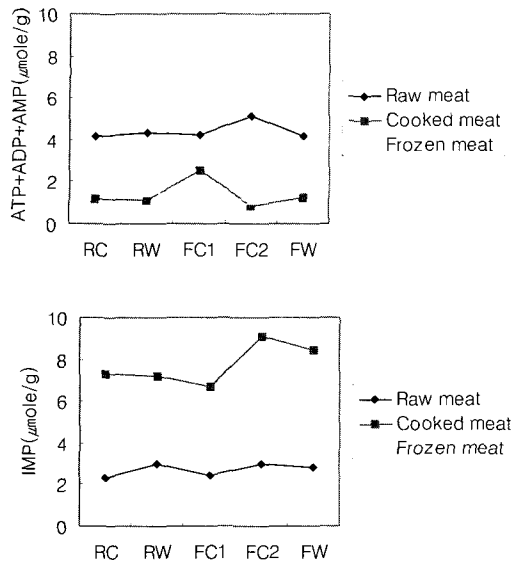 ATP+ADP+AMP(μmole/g)
10
8
6
4
2
0
RC RW FC1 FC2 FW
Raw meat
Cooked meat
Frozen meat
IMP(μmole/g)
10
8
6
4
2
0
RC RW FC1 FC2 FW
Raw meat
Cooked meat
Frozen meat